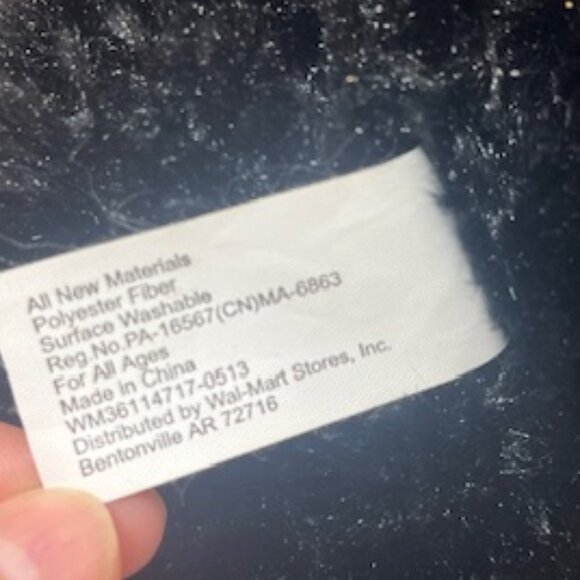 All New Materials
Polyester Fiber
Surface Washable
Reg.No.PA-16567(CN)MA-6863
For All Ages
Made in China
WM36114717-0513
Distributed by Wal-Mart Stores, Inc.
Bentonville AR 72716